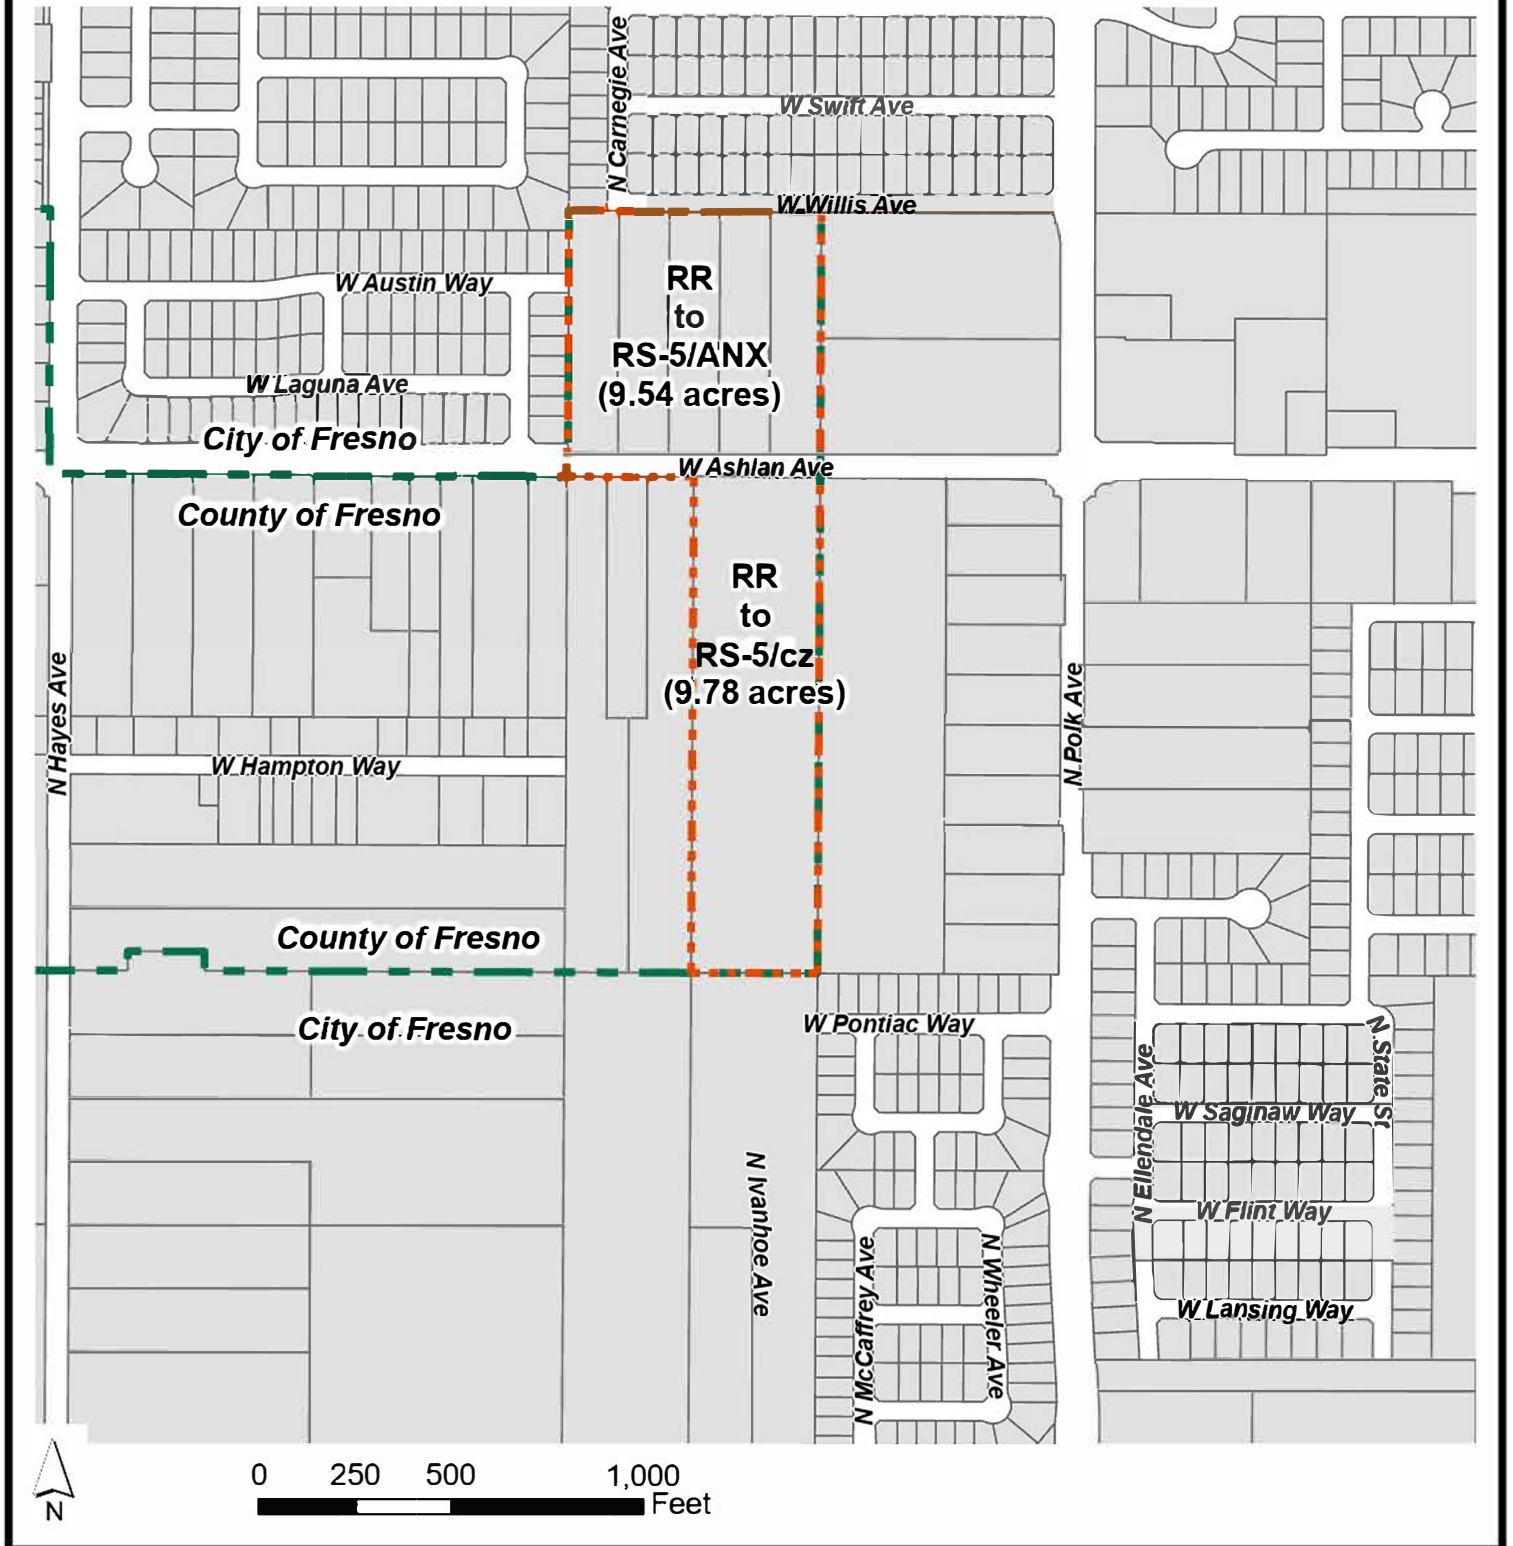 N Carnegie Ave
W Swift Ave
W Willis Ave
W Austin Way
RR
to
RS-5/ANX
(9.54 acres)
W Laguna Ave
City of Fresno
W Ashlan Ave
County of Fresno
RR
to
RS-5/cz
(9.78 acres)
N Hayes Ave
N Polk Ave
W Hampton Way
County of Fresno
City of Fresno
W Pontiac Way
N State St
N Ellendale Ave
W Saginaw Way
N Ivanhoe Ave
W Flint Way
N McCaffrey Ave
N Wheeler Ave
W Lansing Way
0 250 500 1,000
Feet
N